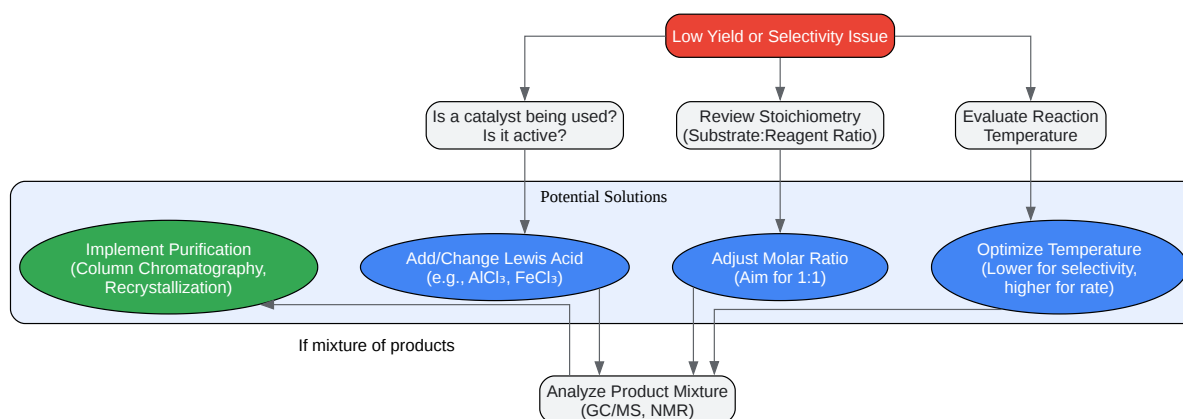 Low Yield or Selectivity Issue
Is a catalyst being used?
Is it active?
Review Stoichiometry
(Substrate:Reagent Ratio)
Evaluate Reaction
Temperature
Potential Solutions
Implement Purification
(Column Chromatography,
Recrystallization)
Add/Change Lewis Acid
(e.g., AlCl₃, FeCl₃)
Adjust Molar Ratio
(Aim for 1:1)
Optimize Temperature
(Lower for selectivity,
higher for rate)
If mixture of products
Analyze Product Mixture
(GC/MS, NMR)